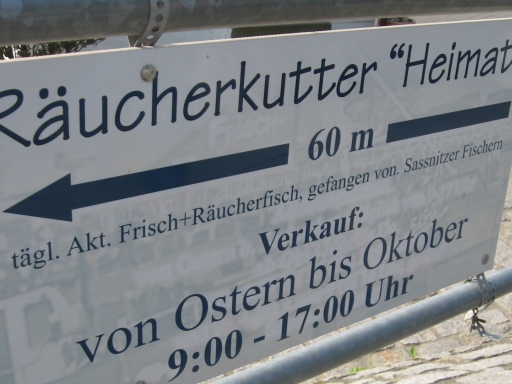 Räucherkutter "Heimat
60 m
tägl. Akt. Frisch+Räucherfisch, gefangen von. Sassnitzer Fischern
Verkauf:
von Ostern bis Oktober
9:00 - 17:00 Uhr